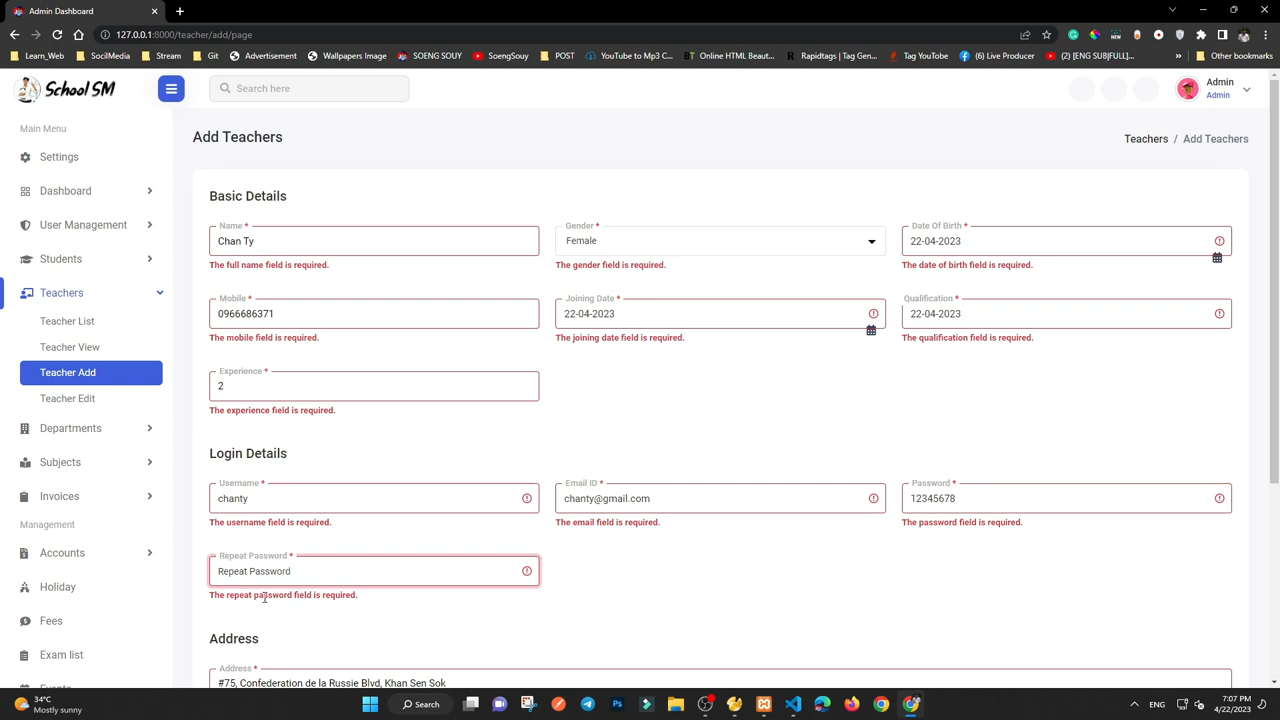 Admin Dashboard
127.0.0.1:8000/teacher/add/page
Learn_Web SocilMedia Stream Git Advertisement Wallpapers Image SOENG SOUY SoengSouy POST YouTube to Mp3 C... Online HTML Beau... Rapidtags |Tag Gen... Tag YouTube (6) Live Producer (2) [ENG SUB[FULL]... » Other bookmarks
School SM
Search here
Admin
Admin
Main Menu
Settings
Dashboard
User Management
Students
Teachers
Teacher List
Teacher View
Teacher Add
Teacher Edit
Departments
Subjects
Invoices
Management
Accounts
Holiday
Fees
Exam list
Events
Add Teachers
Teachers / Add Teachers
Basic Details
Name * Gender * Date Of Birth *
Chan Ty Female 22-04-2023
The full name field is required. The gender field is required. The date of birth field is required.
Mobile * Joining Date * Qualification *
0966686371 22-04-2023 22-04-2023
The mobile field is required. The joining date field is required. The qualification field is required.
Experience *
2
The experience field is required.
Login Details
Username * Email ID * Password *
chanty chanty@gmail.com 12345678
The username field is required. The email field is required. The password field is required.
Repeat Password *
Repeat Password
The repeat password field is required.
Address
Address *
#75, Confederation de la Russie Blvd, Khan Sen Sok
34°C
Mostly sunny
Search
ENG
7:07 PM
4/22/2023